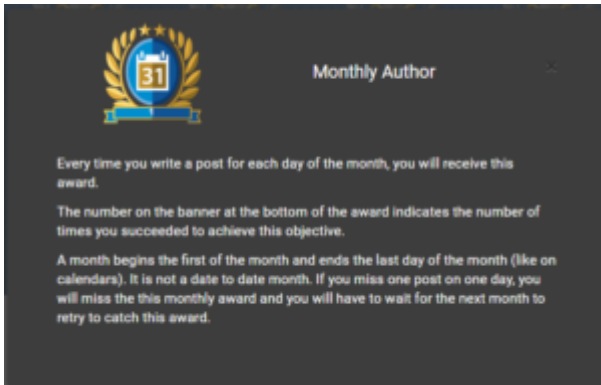 31
Monthly Author
1
Every time you write a post for each day of the month, you will receive this
award.
The number on the banner at the bottom of the award indicates the number of
times you succeeded to achieve this objective.
A month begins the first of the month and ends the last day of the month (like on
calendars). It is not a date to date month. If you miss one post on one day, you
will miss the this monthly award and you will have to wait for the next month to
retry to catch this award.